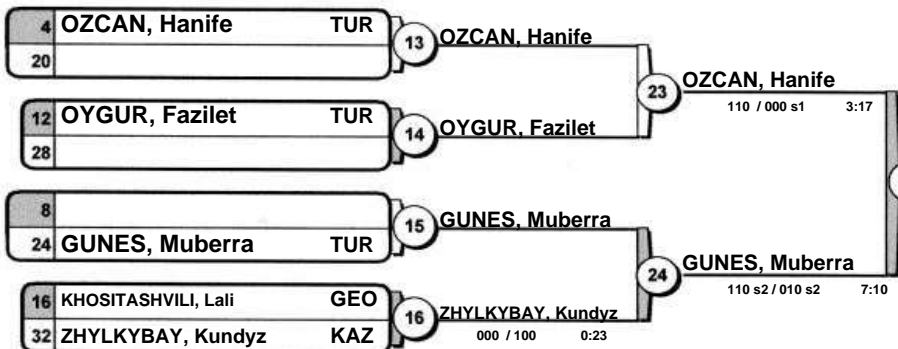 4 OZCAN, Hanife TUR
20
13 OZCAN, Hanife
12 OYGUR, Fazilet TUR
28
14 OYGUR, Fazilet
23 OZCAN, Hanife
110 / 000 s1 3:17
8
24 GUNES, Muberra TUR
15 GUNES, Muberra
16 KHOSITASHVILI, Lali GEO
32 ZHYLKYBAY, Kundyz KAZ
16 ZHYLKYBAY, Kundyz
000 / 100 0:23
24 GUNES, Muberra
110 s2 / 010 s2 7:10